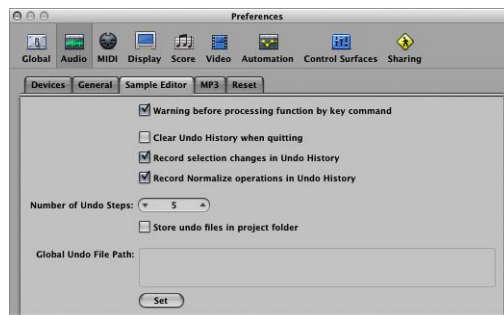 Preferences
Global Audio MIDI Display Score Video Automation Control Surfaces Sharing
Devices General Sample Editor MP3 Reset
Warning before processing function by key command
Clear Undo History when quitting
Record selection changes in Undo History
Record Normalize operations in Undo History
Number of Undo Steps: 5
Store undo files in project folder
Global Undo File Path:
Set